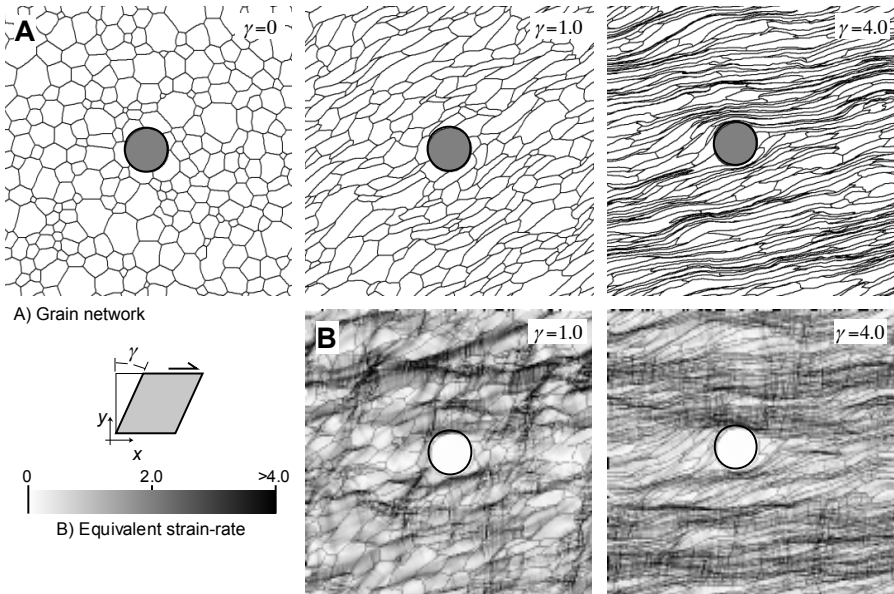 A
γ=0
γ=1.0
γ=4.0
A) Grain network
γ
y
x
0
2.0
>4.0
B) Equivalent strain-rate
B
γ=1.0
γ=4.0